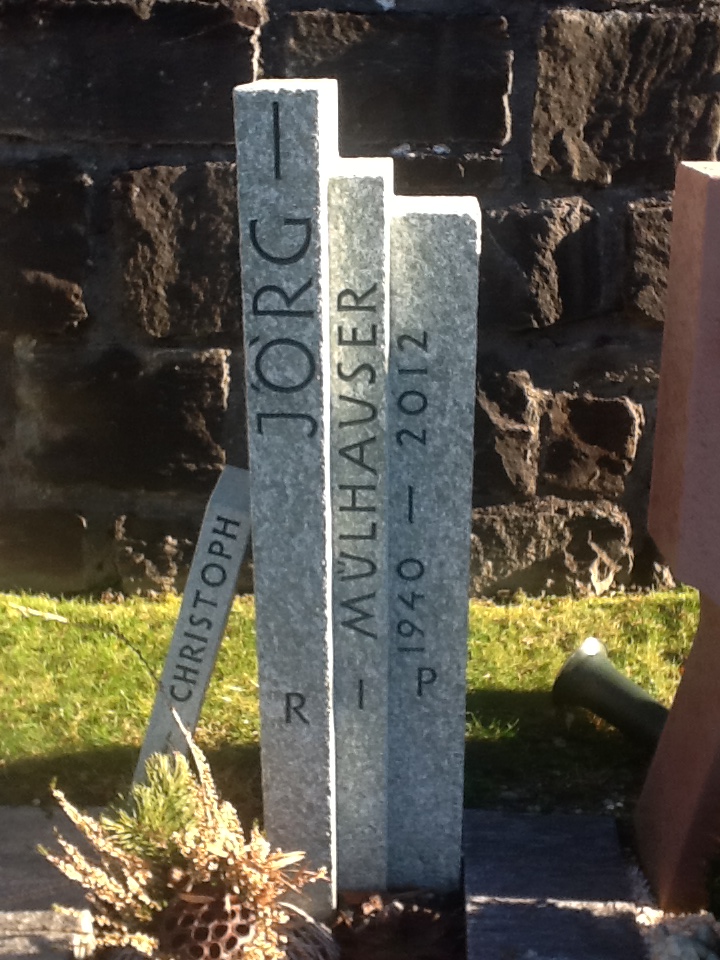 JÖRG I
MÜLHAUSER
1940 — 2012
R I P
CHRISTOPH